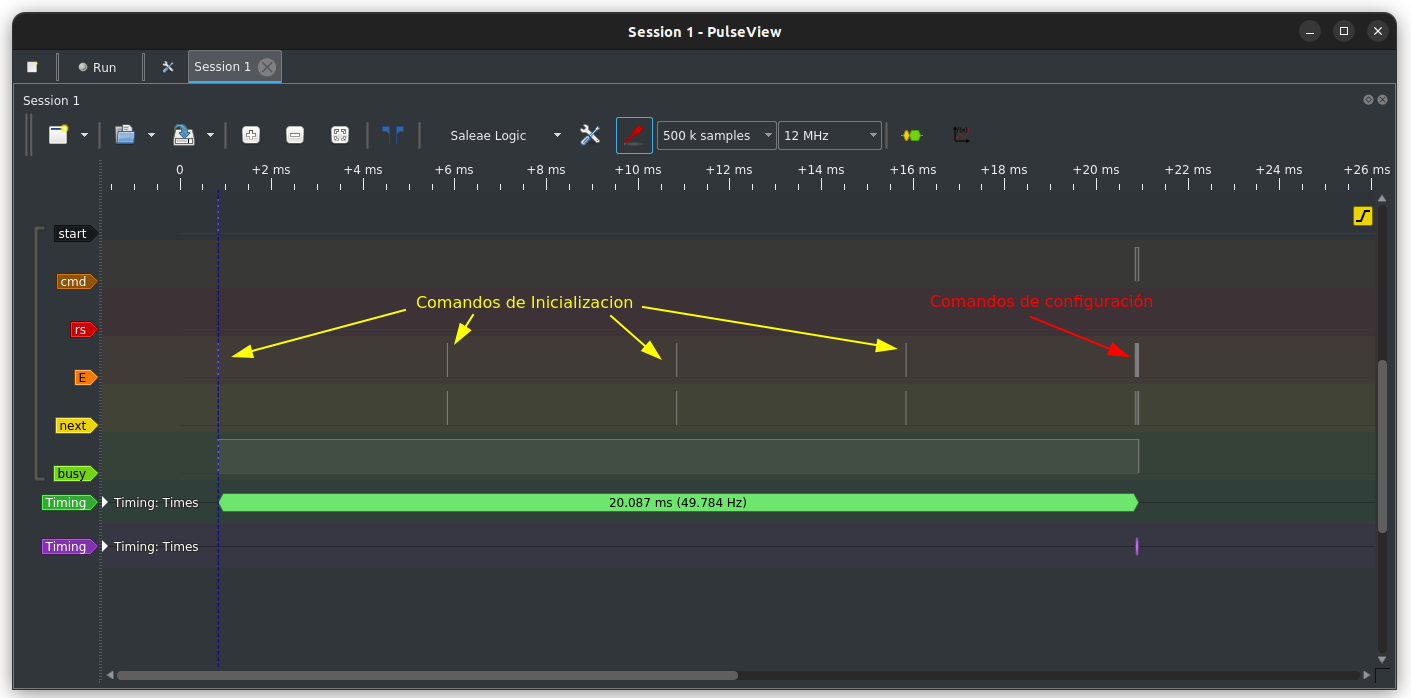 Session 1 - PulseView
Run
Session 1
Session 1
Saleae Logic
500 k samples
12 MHz
0 +2 ms +4 ms +6 ms +8 ms +10 ms +12 ms +14 ms +16 ms +18 ms +20 ms +22 ms +24 ms +26 ms
start
cmd
Comandos de Inicializacion
Comandos de configuración
rs
E
next
busy
Timing Timing: Times 20.087 ms (49.784 Hz)
Timing Timing: Times